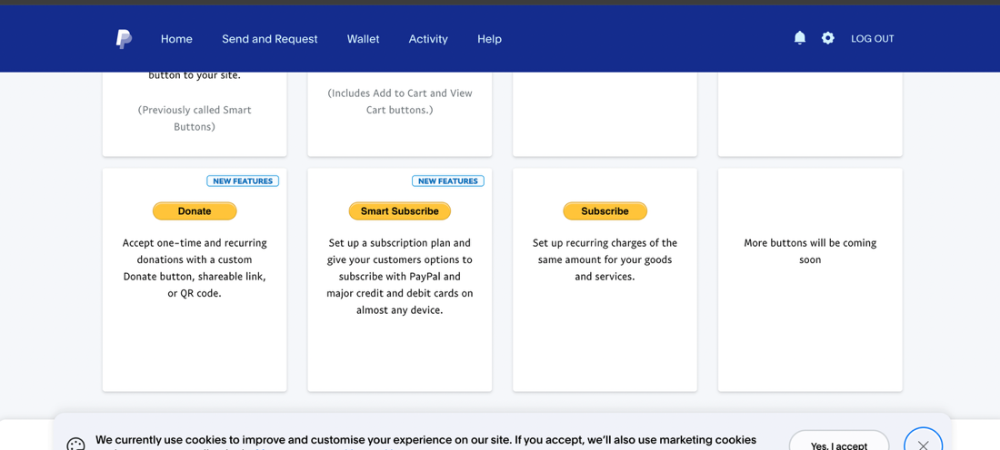 Home Send and Request Wallet Activity Help LOG OUT
button to your site.
(Previously called Smart
Buttons)
(Includes Add to Cart and View
Cart buttons.)
NEW FEATURES
Donate
Accept one-time and recurring
donations with a custom
Donate button, shareable link,
or QR code.
NEW FEATURES
Smart Subscribe
Set up a subscription plan and
give your customers options to
subscribe with PayPal and
major credit and debit cards on
almost any device.
Subscribe
Set up recurring charges of the
same amount for your goods
and services.
More buttons will be coming
soon
We currently use cookies to improve and customise your experience on our site. If you accept, we'll also use marketing cookies
Yes, I accept